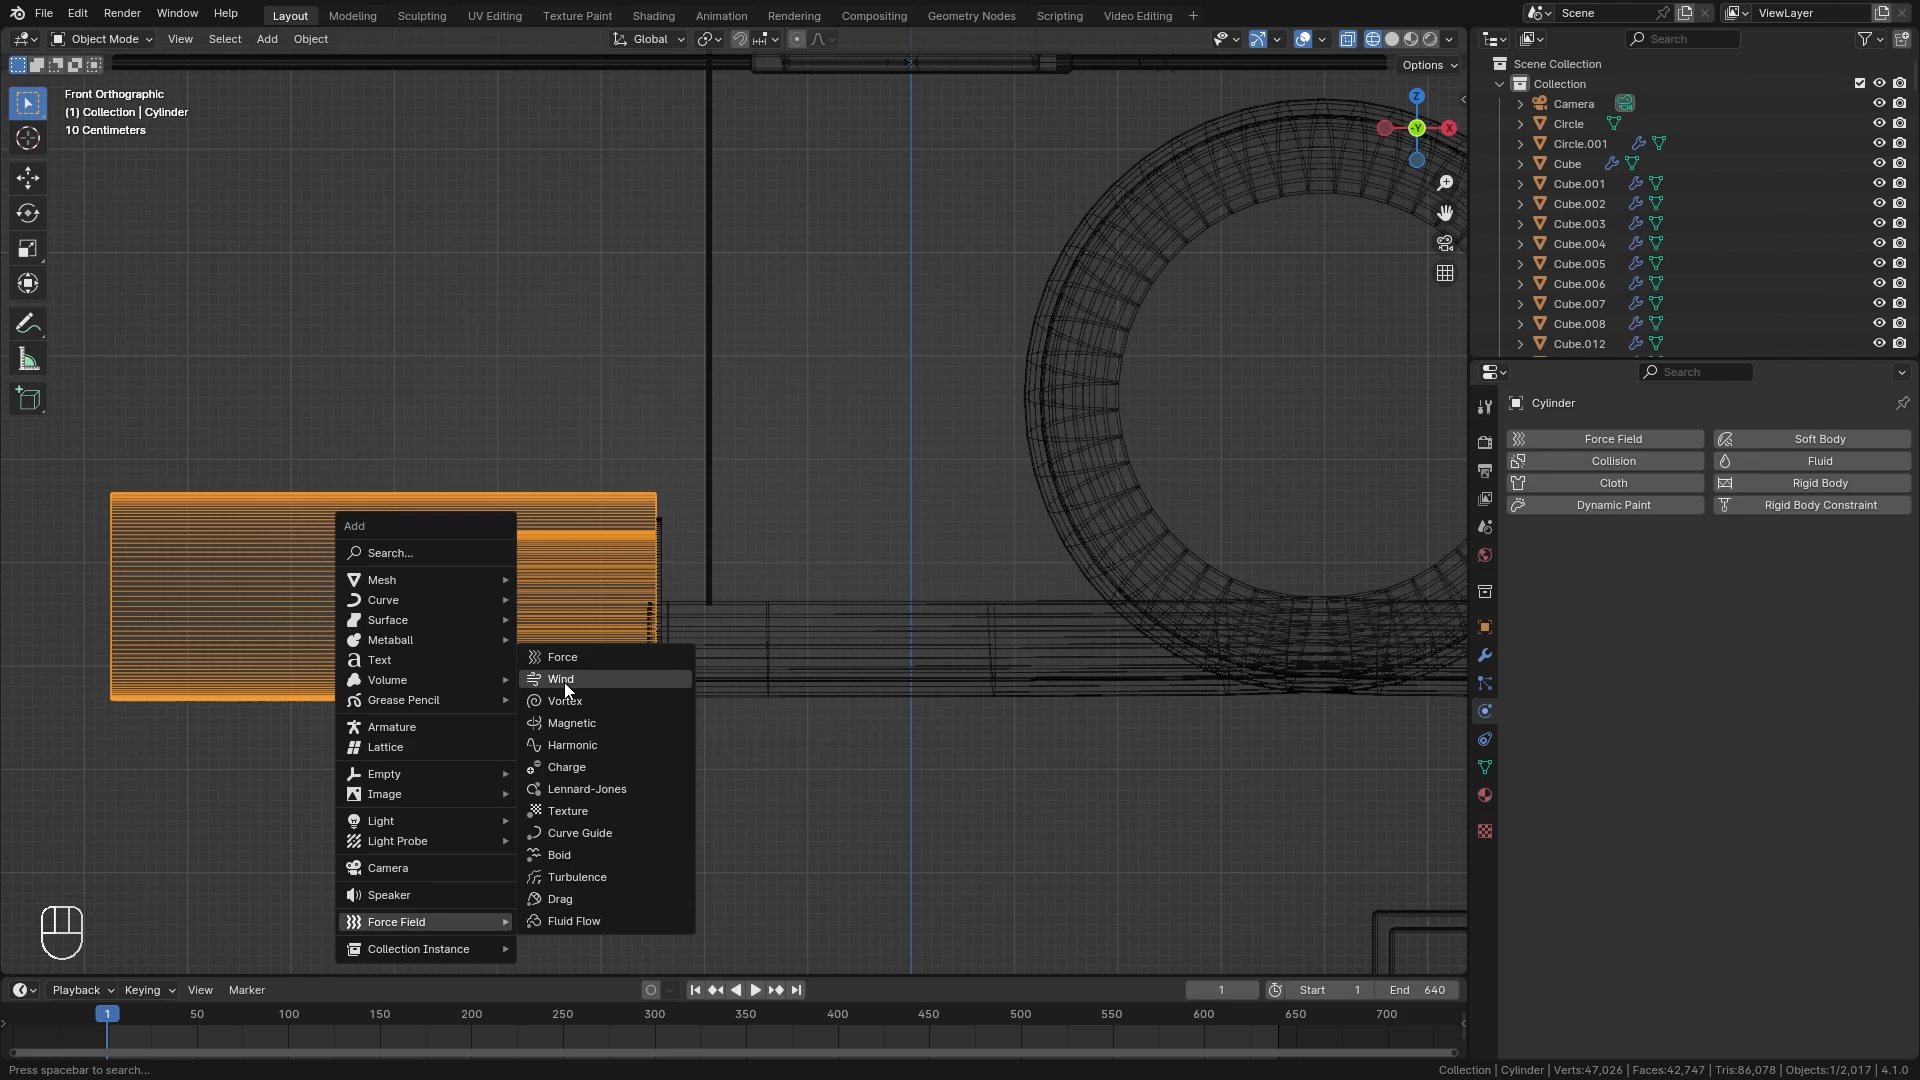 File Edit Render Window Help Layout Modeling Sculpting UV Editing Texture Paint Shading Animation Rendering Compositing Geometry Nodes Scripting Video Editing + Scene ViewLayer
Object Mode View Select Add Object Global Search
Options
Front Orthographic
(1) Collection | Cylinder
10 Centimeters
Z
-Y
X
Scene Collection
Collection
Camera
Circle
Circle.001
Cube
Cube.001
Cube.002
Cube.003
Cube.004
Cube.005
Cube.006
Cube.007
Cube.008
Cube.012
Search
Cylinder
Force Field Soft Body
Collision Fluid
Cloth Rigid Body
Dynamic Paint Rigid Body Constraint
Add
Search...
Mesh
Curve
Surface
Metaball
Text
Volume
Grease Pencil
Armature
Lattice
Empty
Image
Light
Light Probe
Camera
Speaker
Force Field
Collection Instance
Force
Wind
Vortex
Magnetic
Harmonic
Charge
Lennard-Jones
Texture
Curve Guide
Boid
Turbulence
Drag
Fluid Flow
Playback Keying View Marker 1 Start 1 End 640
1 50 100 150 200 250 300 350 400 450 500 550 600 650 700
Press spacebar to search... Collection | Cylinder | Verts:47,026 | Faces:42,747 | Tris:86,078 | Objects:1/2,017 | 4.1.0